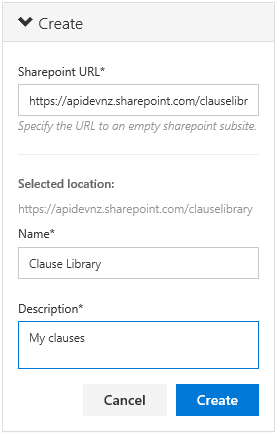 Create
Sharepoint URL*
https://apidevnz.sharepoint.com/clauselibr
Specify the URL to an empty sharepoint subsite.
Selected location:
https://apidevnz.sharepoint.com/clauselibrary
Name*
Clause Library
Description*
My clauses
Cancel Create